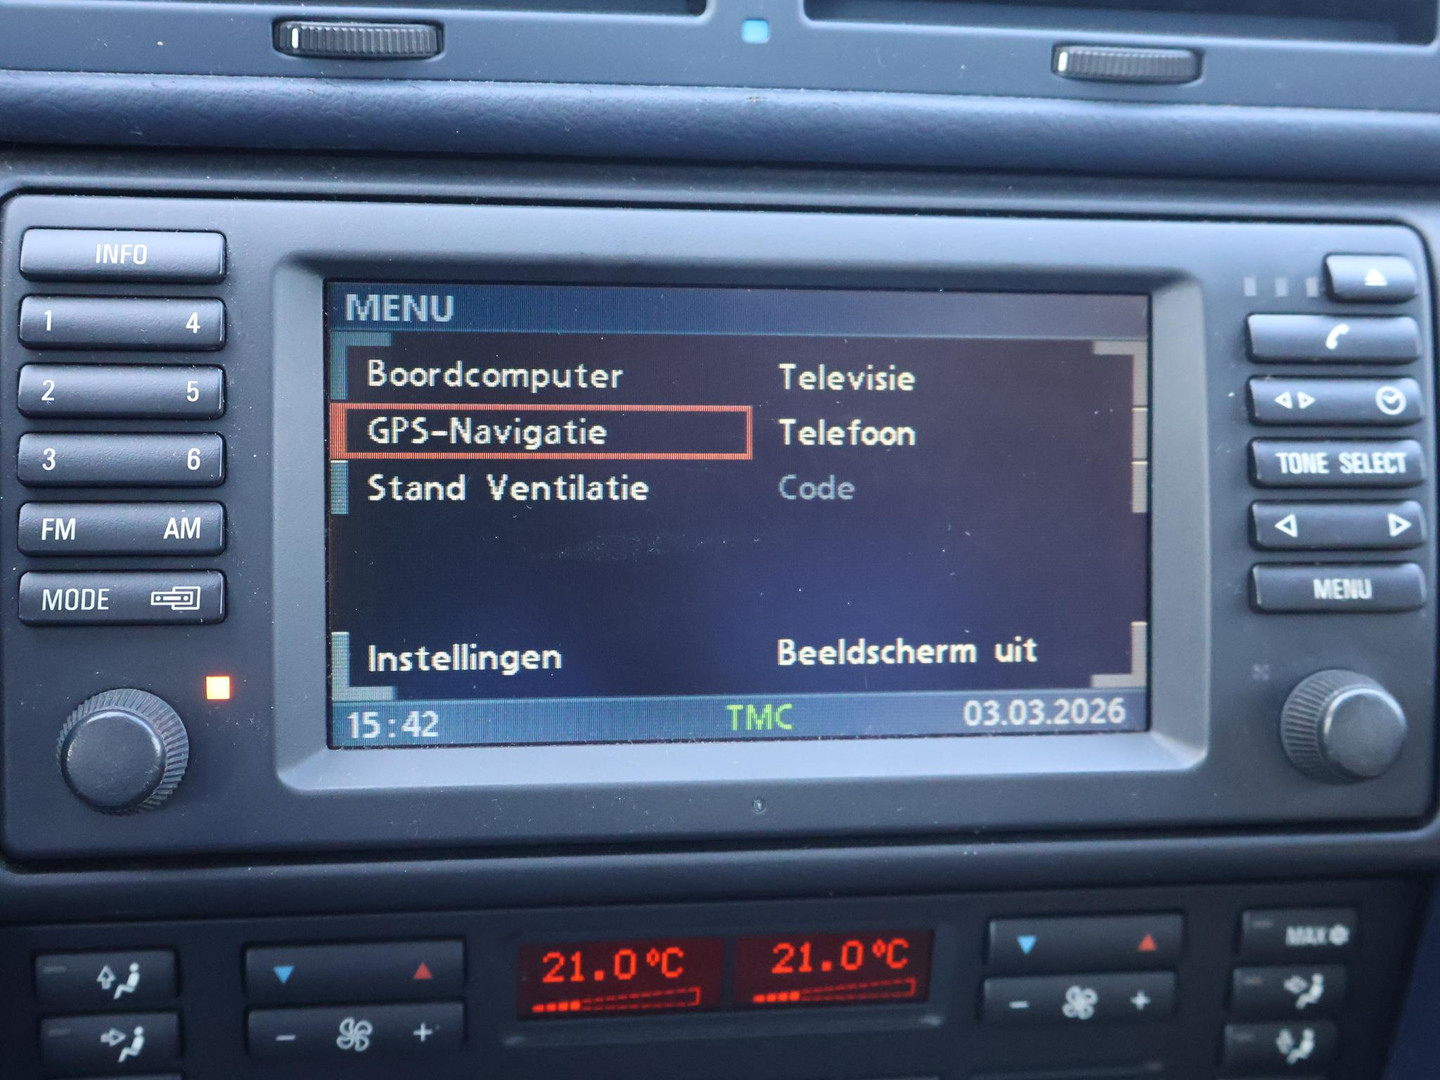 INFO
1 4
2 5
3 6
FM AM
MODE
MENU
Boordcomputer Televisie
GPS-Navigatie Telefoon
Stand Ventilatie Code
Instellingen Beeldscherm uit
15:42 TMC 03.03.2026
TONE SELECT
MENU
21.0°C 21.0°C
MAX